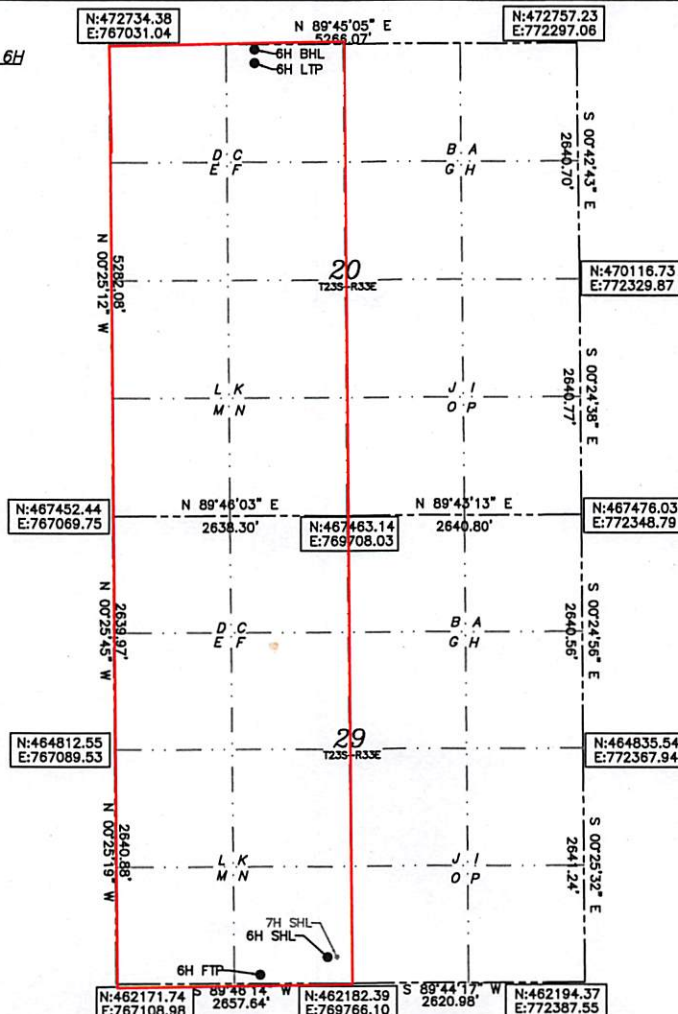 6H
N:472734.38
E:767031.04
N 89°45'05" E
5266.07'
N:472757.23
E:772297.06
6H BHL
6H LTP
D C
E F
B A
G H
S 00°42'43" E
2640.70'
N 00°25'12" W
5282.08'
20
T23S-R33E
N:470116.73
E:772329.87
L K
M N
J I
O P
S 00°24'38" E
2640.77'
N:467452.44
E:767069.75
N 89°46'03" E
2638.30'
N:467463.14
E:769708.03
N 89°43'13" E
2640.80'
N:467476.03
E:772348.79
N 00°25'45" W
2639.97'
D C
E F
B A
G H
S 00°24'56" E
2640.56'
N:464812.55
E:767089.53
29
T23S-R33E
N:464835.54
E:772367.94
N 00°25'19" W
2640.88'
L K
M N
J I
O P
S 00°25'32" E
2641.24'
7H SHL
6H SHL
6H FTP
N:462171.74
E:767108.98
S 89°46'14" W
2657.64'
N:462182.39
E:769766.10
S 89°44'17" W
2620.98'
N:462194.37
E:772387.55